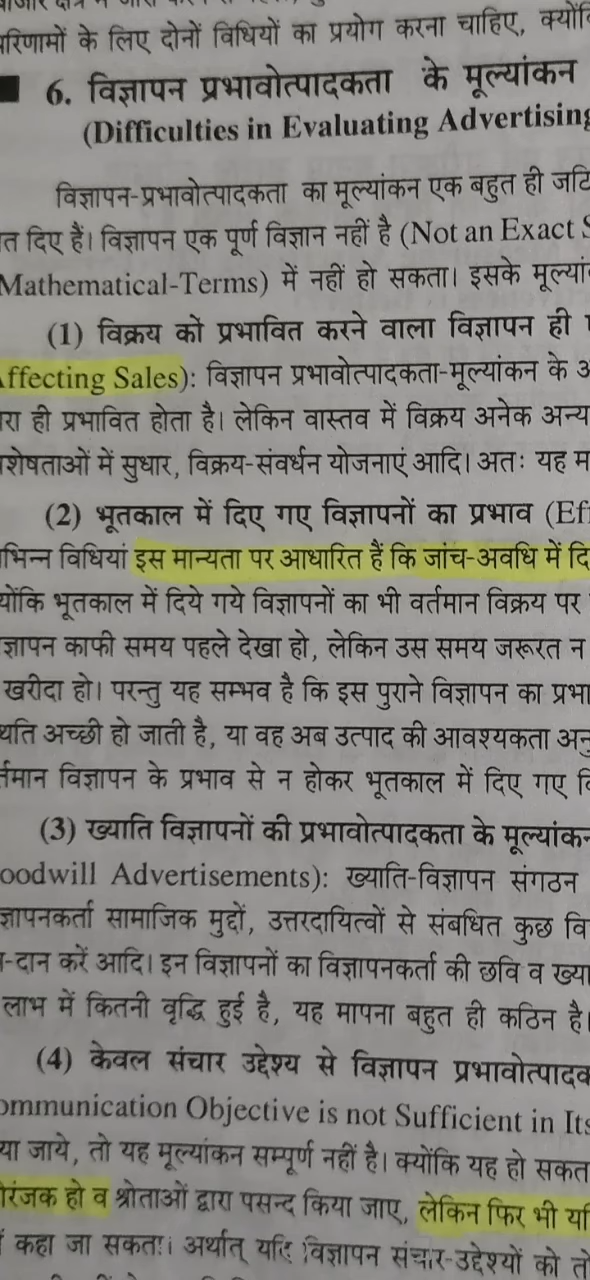 परिणामों के लिए दोनों विधियों का प्रयोग करना चाहिए,
6. विज्ञापन प्रभावोत्पादकता के मूल्यांकन
(Difficulties in Evaluating Advertising
विज्ञापन-प्रभावोत्पादकता का मूल्यांकन एक बहुत ही जटि
त दिए हैं। विज्ञापन एक पूर्ण विज्ञान नहीं है (Not an Exact S
Mathematical-Terms) में नहीं हो सकता। इसके मूल्यां
(1) विक्रय को प्रभावित करने वाला विज्ञापन ही
ffecting Sales): विज्ञापन प्रभावोत्पादकता-मूल्यांकन के अ
रा ही प्रभावित होता है। लेकिन वास्तव में विक्रय अनेक अन्य
शेषताओं में सुधार, विक्रय-संवर्धन योजनाएं आदि। अतः यह म
(2) भूतकाल में दिए गए विज्ञापनों का प्रभाव (Eff
भिन्न विधियां इस मान्यता पर आधारित हैं कि जांच-अवधि में दि
योंकि भूतकाल में दिये गये विज्ञापनों का भी वर्तमान विक्रय पर
ज्ञापन काफी समय पहले देखा हो, लेकिन उस समय जरूरत न
खरीदा हो। परन्तु यह सम्भव है कि इस पुराने विज्ञापन का प्रभा
थति अच्छी हो जाती है, या वह अब उत्पाद की आवश्यकता अनु
र्तमान विज्ञापन के प्रभाव से न होकर भूतकाल में दिए गए वि
(3) ख्याति विज्ञापनों की प्रभावोत्पादकता के मूल्यांकन
oodwill Advertisements): ख्याति-विज्ञापन संगठन
ज्ञापनकर्ता सामाजिक मुद्दों, उत्तरदायित्वों से संबधित कुछ वि
-दान करें आदि। इन विज्ञापनों का विज्ञापनकर्ता की छवि व ख्या
लाभ में कितनी वृद्धि हुई है, यह मापना बहुत ही कठिन है।
(4) केवल संचार उद्देश्य से विज्ञापन प्रभावोत्पादक
ommunication Objective is not Sufficient in Its
या जाये, तो यह मूल्यांकन सम्पूर्ण नहीं है। क्योंकि यह हो सकत
ोरंजक हो व श्रोताओं द्वारा पसन्द किया जाए, लेकिन फिर भी यदि
कहा जा सकता। अर्थात् यदि विज्ञापन संचार-उद्देश्यों को तो